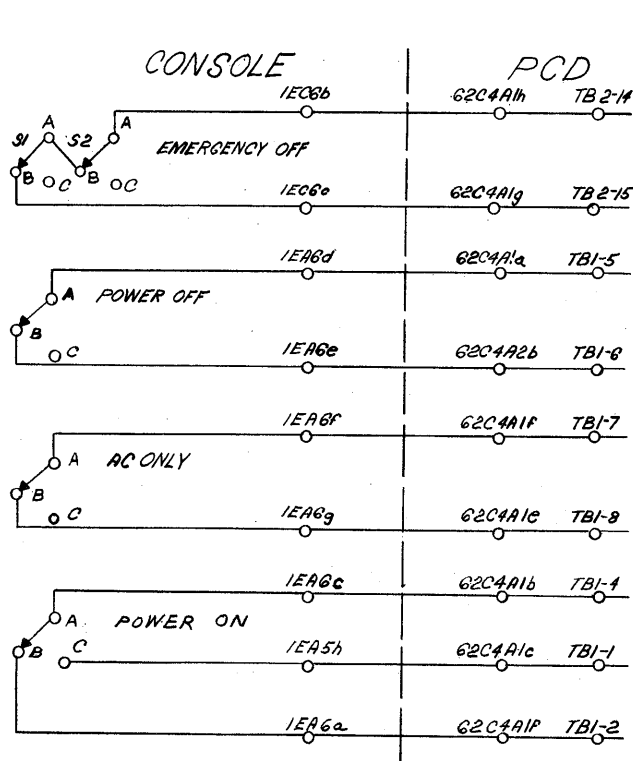 CONSOLE PCD
1EC6b 62C4A1h TB2-14
A A
S1 S2 EMERGENCY OFF
B C B C
1EC6a 62C4A1g TB2-15
1EA6d 62C4A1a TB1-5
A POWER OFF
B
C 1EA6e 62C4A2b TB1-6
1EA6f 62C4A1f TB1-7
A AC ONLY
B
C 1EA6g 62C4A1e TB1-8
1EA6c 62C4A1b TB1-4
A POWER ON
B C 1EA5h 62C4A1c TB1-1
1EA6a TB1-2